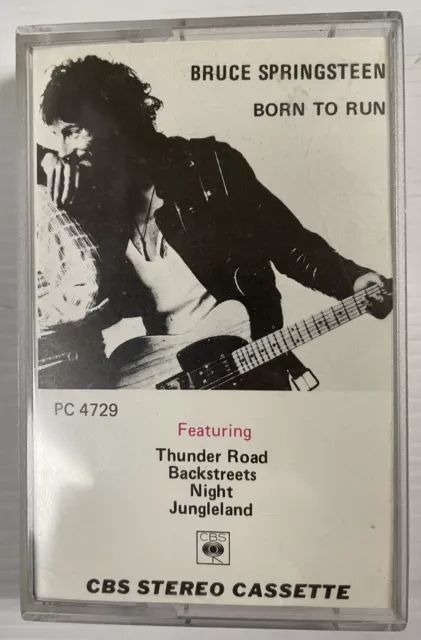 BRUCE SPRINGSTEEN
BORN TO RUN
PC 4729
Featuring
Thunder Road
Backstreets
Night
Jungleland
CBS
CBS STEREO CASSETTE